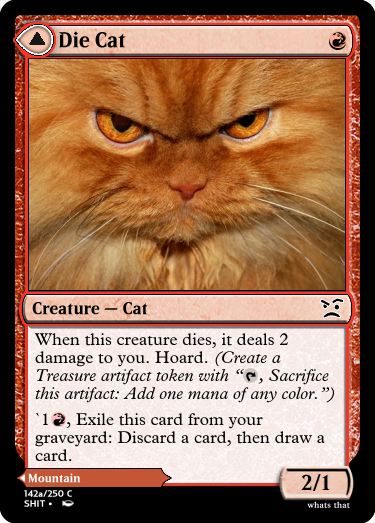 Die Cat
Creature — Cat
When this creature dies, it deals 2
damage to you. Hoard. (Create a
Treasure artifact token with “, Sacrifice
this artifact: Add one mana of any color.”)
`1, Exile this card from your
graveyard: Discard a card, then draw a
card.
Mountain
2/1
142a/250 C
SHIT •
whats that